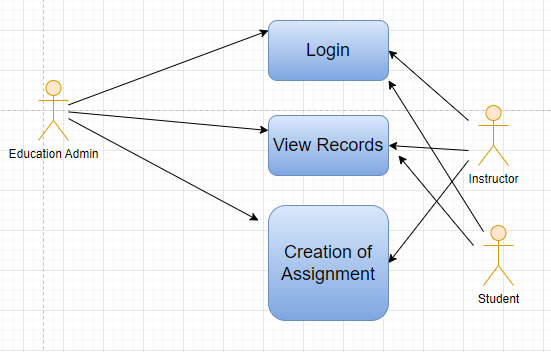 Login
View Records
Education Admin
Instructor
Creation of
Assignment
Student